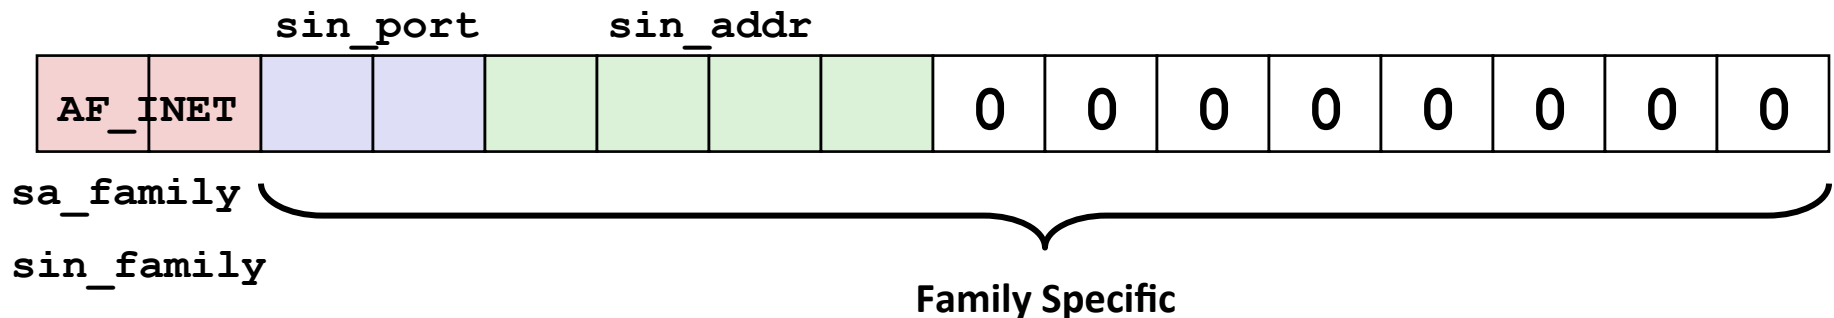 sin_port sin_addr
AF_INET 0 0 0 0 0 0 0 0
sa_family
sin_family
Family Specific